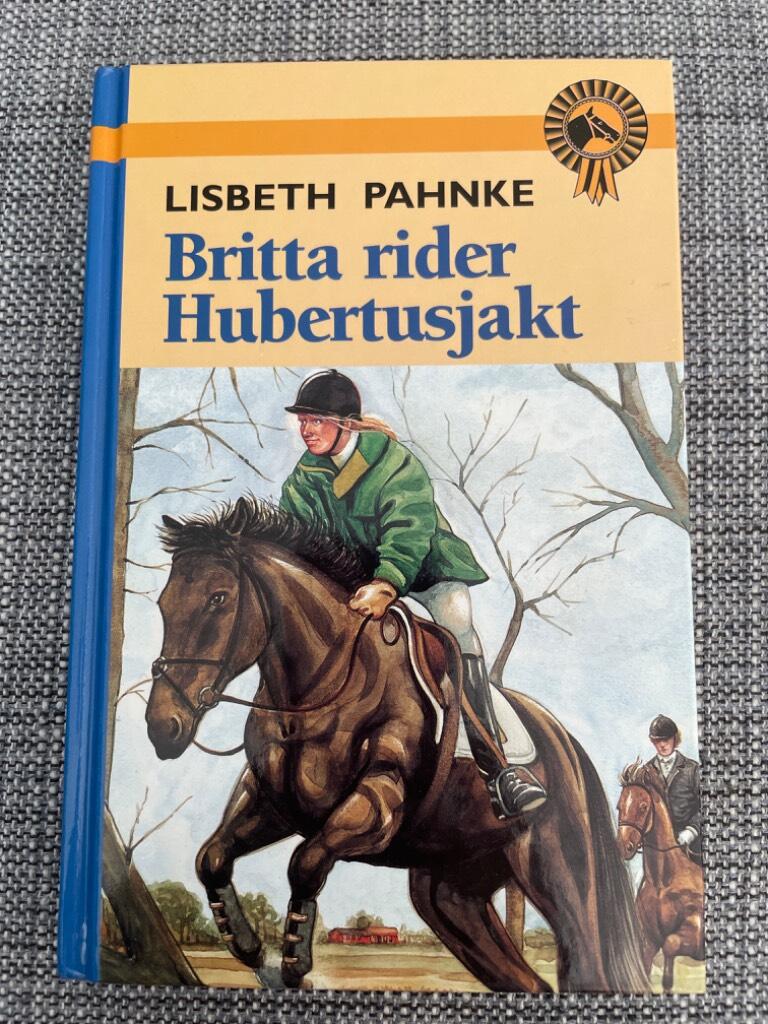 LISBETH PAHNKE
Britta rider
Hubertusjakt